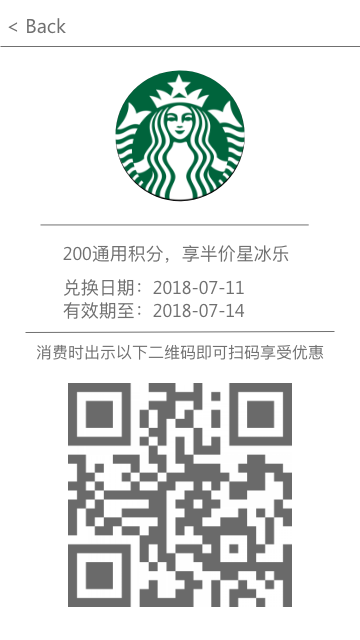 < Back
200通用积分，享半价星冰乐
兑换日期：2018-07-11
有效期至：2018-07-14
消费时出示以下二维码即可扫码享受优惠